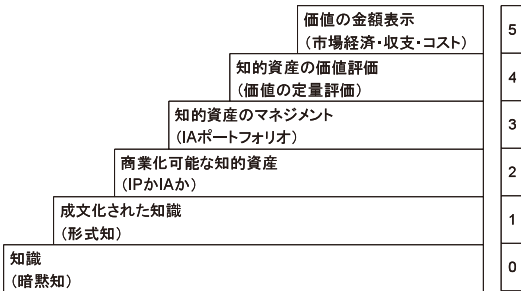 価値の金額表示
（市場経済・収支・コスト）
5
知的資産の価値評価
（価値の定量評価）
4
知的資産のマネジメント
（IAポートフォリオ）
3
商業化可能な知的資産
（IPかIAか）
2
成文化された知識
（形式知）
1
知識
（暗黙知）
0